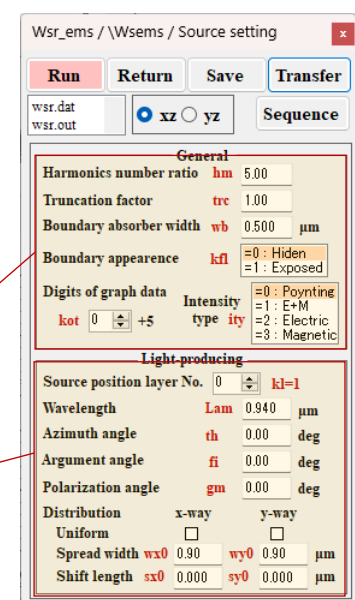 Wsr_ems / \Wsems / Source setting x
Run Return Save Transfer
wsr.dat
wsr.out
xz yz
Sequence
General
Harmonics number ratio hm 5.00
Truncation factor trc 1.00
Boundary absorber width wb 0.500 μm
Boundary appearence kfl =0 : Hiden
=1 : Exposed
Digits of graph data
kot 0 +5
Intensity
type ity
=0 : Poynting
=1 : E+M
=2 : Electric
=3 : Magnetic
Light-producing
Source position layer No. 0 kl=1
Wavelength Lam 0.940 μm
Azimuth angle th 0.00 deg
Argument angle fi 0.00 deg
Polarization angle gm 0.00 deg
Distribution x-way y-way
Uniform
Spread width wx0 0.90 wy0 0.90 μm
Shift length sx0 0.000 sy0 0.000 μm